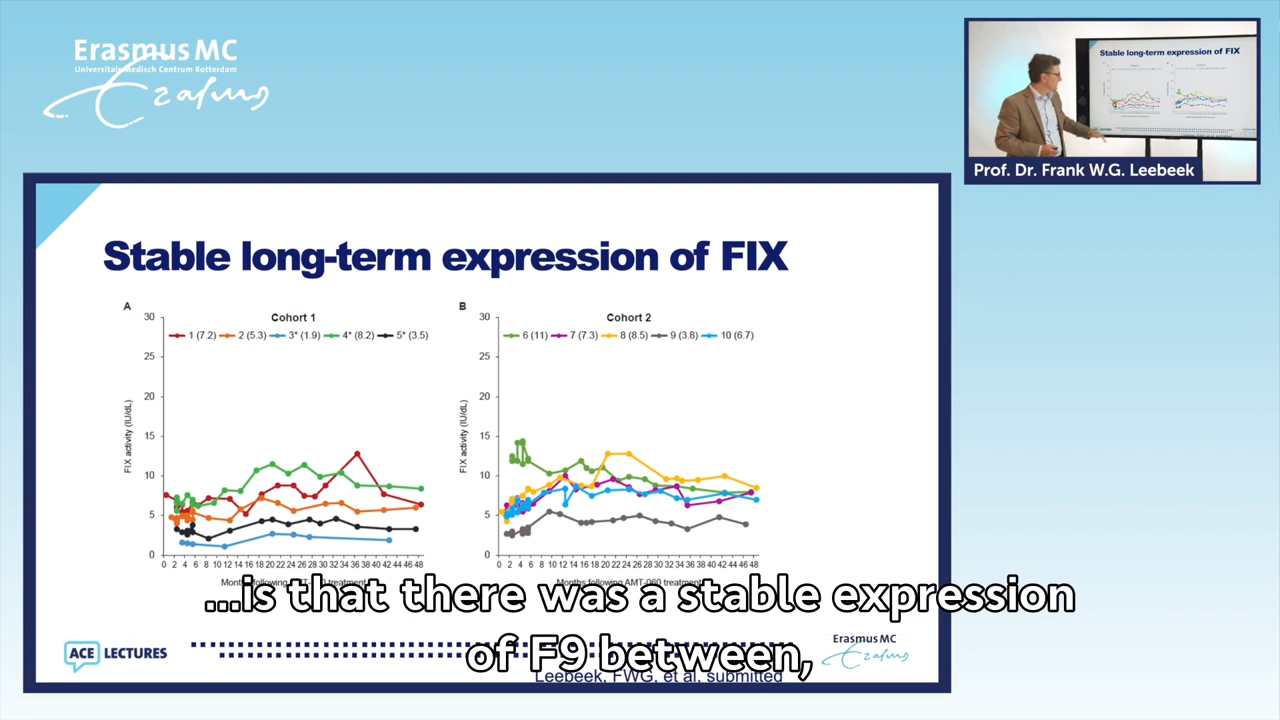 Erasmus MC
Universitair Medisch Centrum Rotterdam
Erasmus
Stable long-term expression of FIX
Prof. Dr. Frank W.G. Leebeek
Stable long-term expression of FIX
A
Cohort 1
1 (7.2) 2 (5.3) 3* (1.9) 4* (8.2) 5* (3.5)
FIX activity (IU/dL)
30
25
20
15
10
5
0
0 2 4 6 8 10 12 14 16 18 20 22 24 26 28 30 32 34 36 38 40 42 44 46 48
Months following AMT-060 treatment
B
Cohort 2
6 (11) 7 (7.3) 8 (8.5) 9 (3.8) 10 (6.7)
FIX activity (IU/dL)
30
25
20
15
10
5
0
0 2 4 6 8 10 12 14 16 18 20 22 24 26 28 30 32 34 36 38 40 42 44 46 48
Months following AMT-060 treatment
...is that there was a stable expression
of F9 between,
ACE LECTURES
Erasmus MC
Erasmus
Leebeek, FWG, et al, submitted